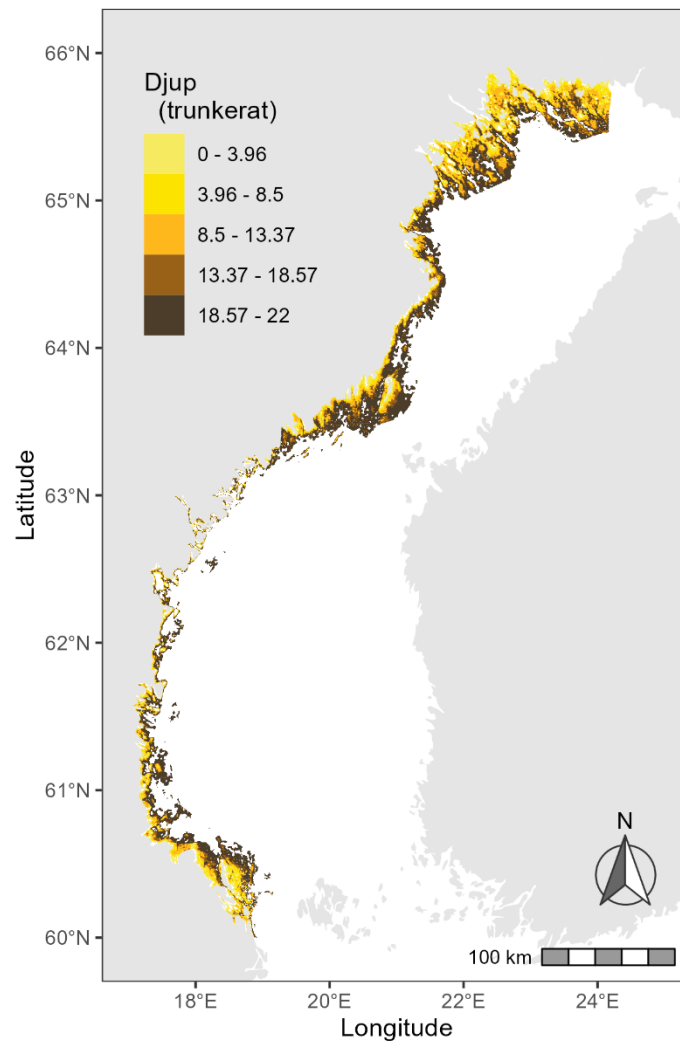 66°N
65°N
64°N
63°N
62°N
61°N
60°N
Latitude
Djup
(trunkerat)
0 - 3.96
3.96 - 8.5
8.5 - 13.37
13.37 - 18.57
18.57 - 22
N
100 km
18°E
20°E
22°E
24°E
Longitude